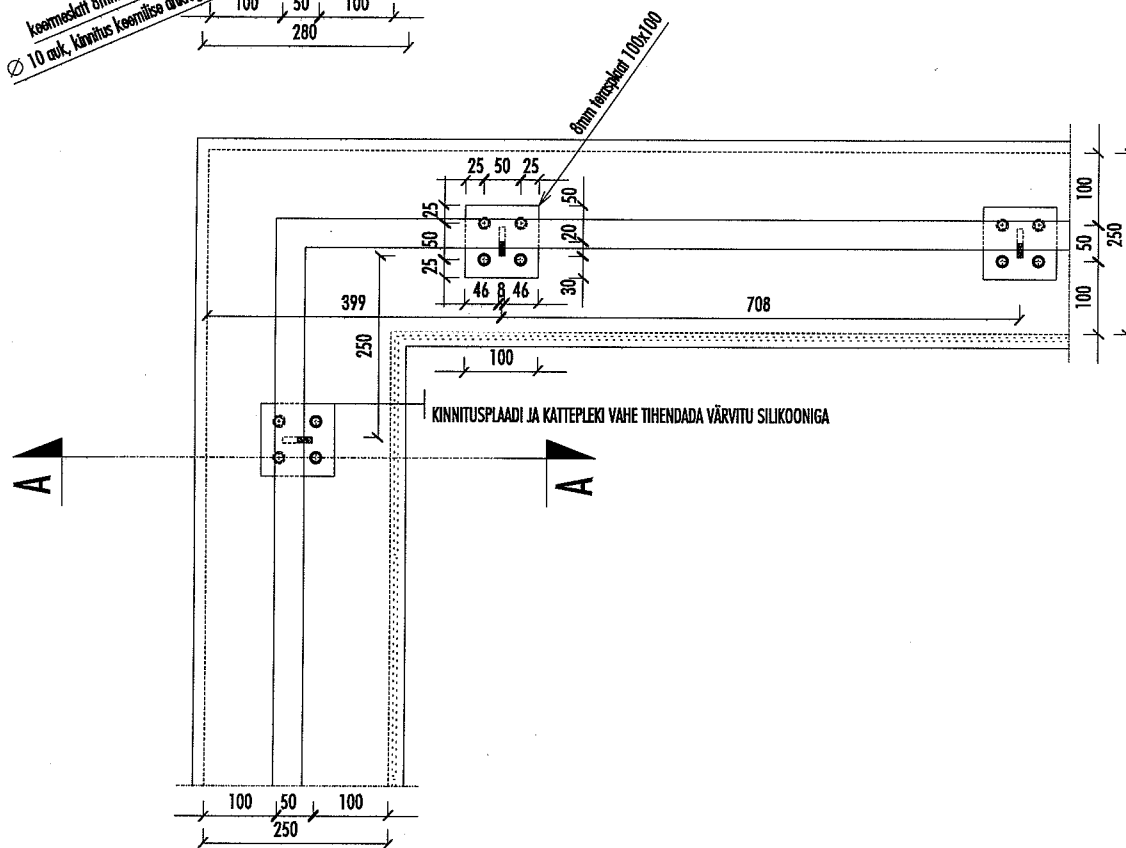 keermeslatt 8mm
Ø 10 auk, kinnitus keemilise
100 50 100
280
8mm terasplaat 100x100
25 50 25
25
50
25
50
20
30
46 8 46
399
708
250
100
100
50
100
250
KINNITUSPLAADI JA KATTEPLEKI VAHE TIHENDADA VÄRVITU SILIKOONIGA
A
A
100 50 100
250